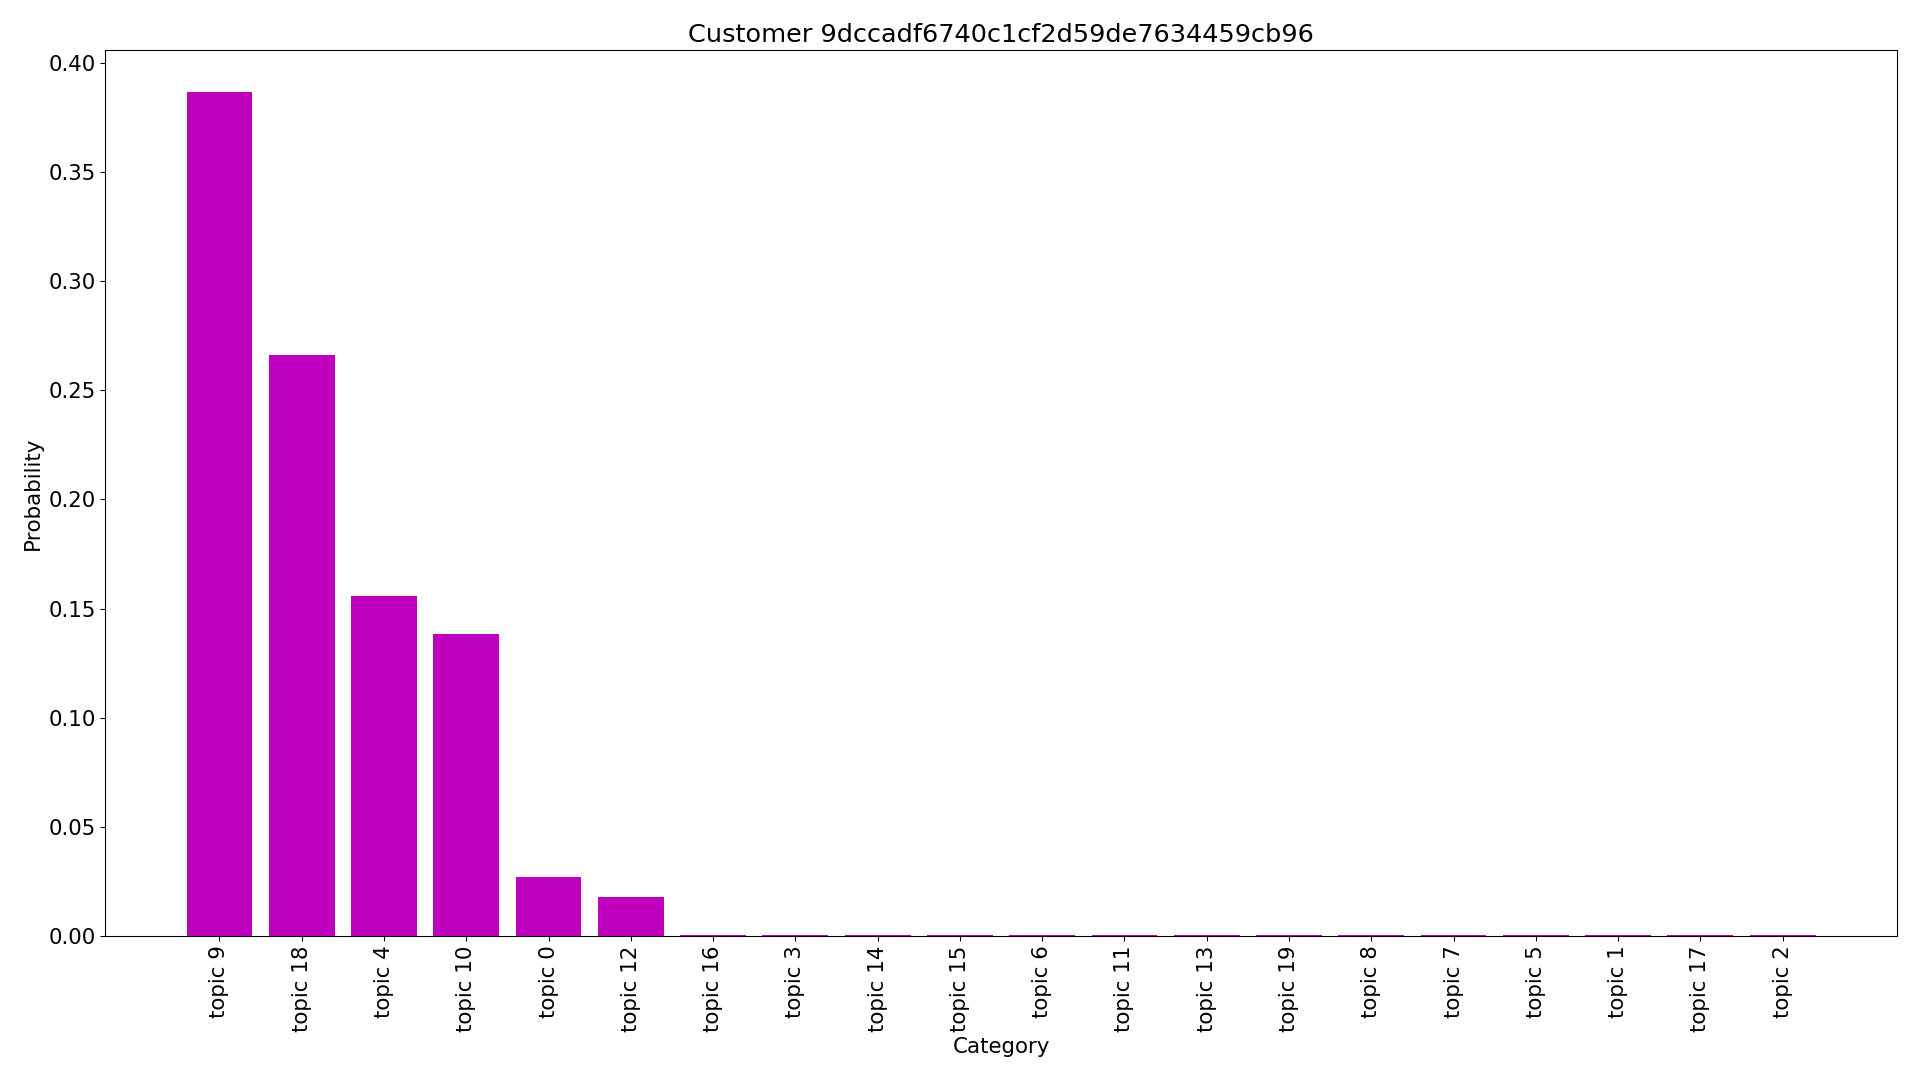 Customer 9dccadf6740c1cf2d59de7634459cb96
0.40
0.35
0.30
0.25
0.20
0.15
0.10
0.05
0.00
Probability
topic 9
topic 18
topic 4
topic 10
topic 0
topic 12
topic 16
topic 3
topic 14
topic 15
topic 6
topic 11
topic 13
topic 19
topic 8
topic 7
topic 5
topic 1
topic 17
topic 2
Category